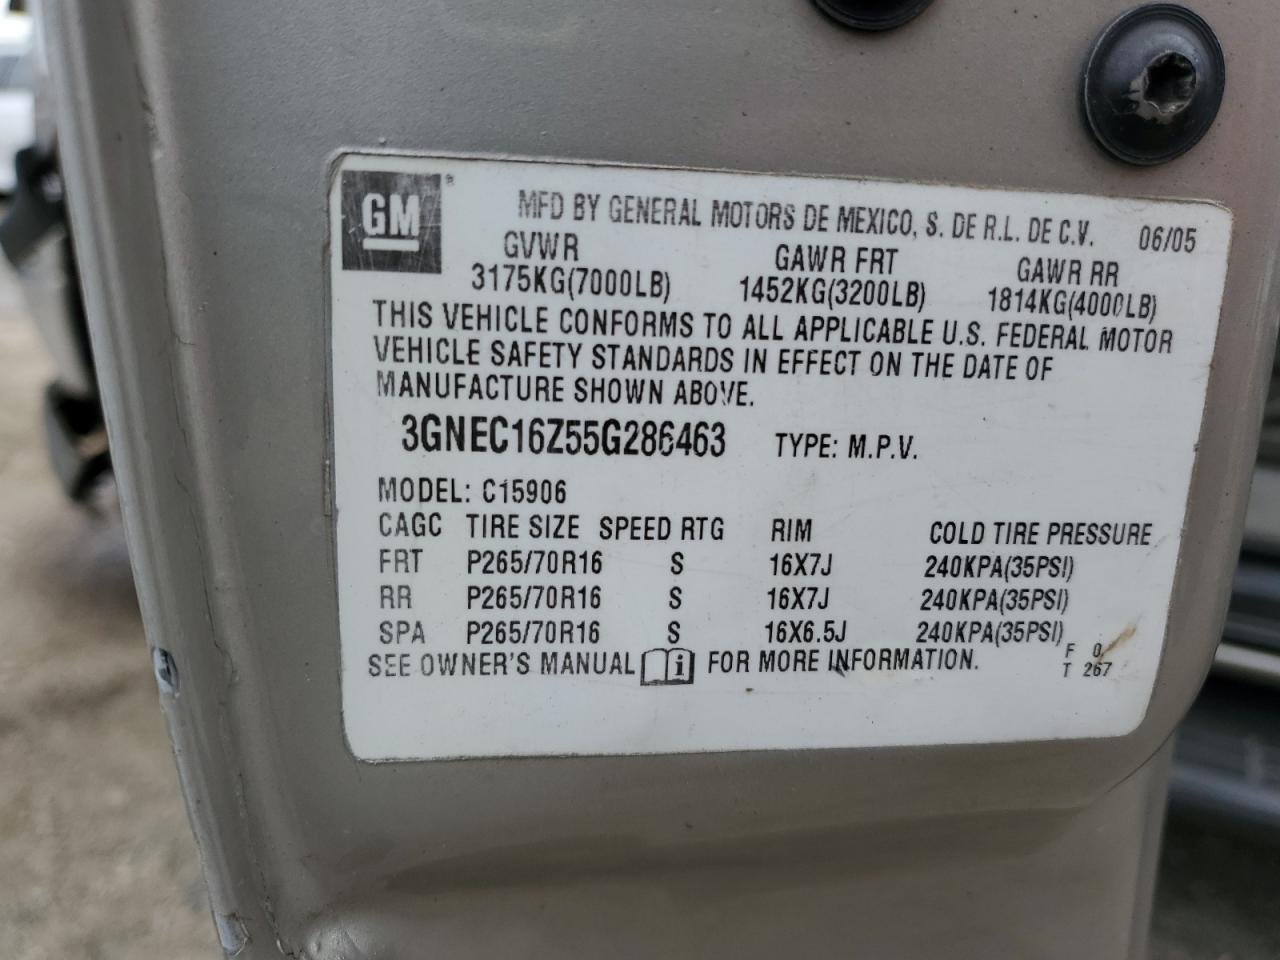 GM® MFD BY GENERAL MOTORS DE MEXICO, S. DE R.L. DE C.V. 06/05
GVWR GAWR FRT GAWR RR
3175KG(7000LB) 1452KG(3200LB) 1814KG(4000LB)
THIS VEHICLE CONFORMS TO ALL APPLICABLE U.S. FEDERAL MOTOR
VEHICLE SAFETY STANDARDS IN EFFECT ON THE DATE OF
MANUFACTURE SHOWN ABOVE.
3GNEC16Z55G286463 TYPE: M.P.V.
MODEL: C15906
CAGC TIRE SIZE SPEED RTG RIM COLD TIRE PRESSURE
FRT P265/70R16 S 16X7J 240KPA(35PSI)
RR P265/70R16 S 16X7J 240KPA(35PSI)
SPA P265/70R16 S 16X6.5J 240KPA(35PSI)
SEE OWNER'S MANUAL i FOR MORE INFORMATION.
F 0
T 267